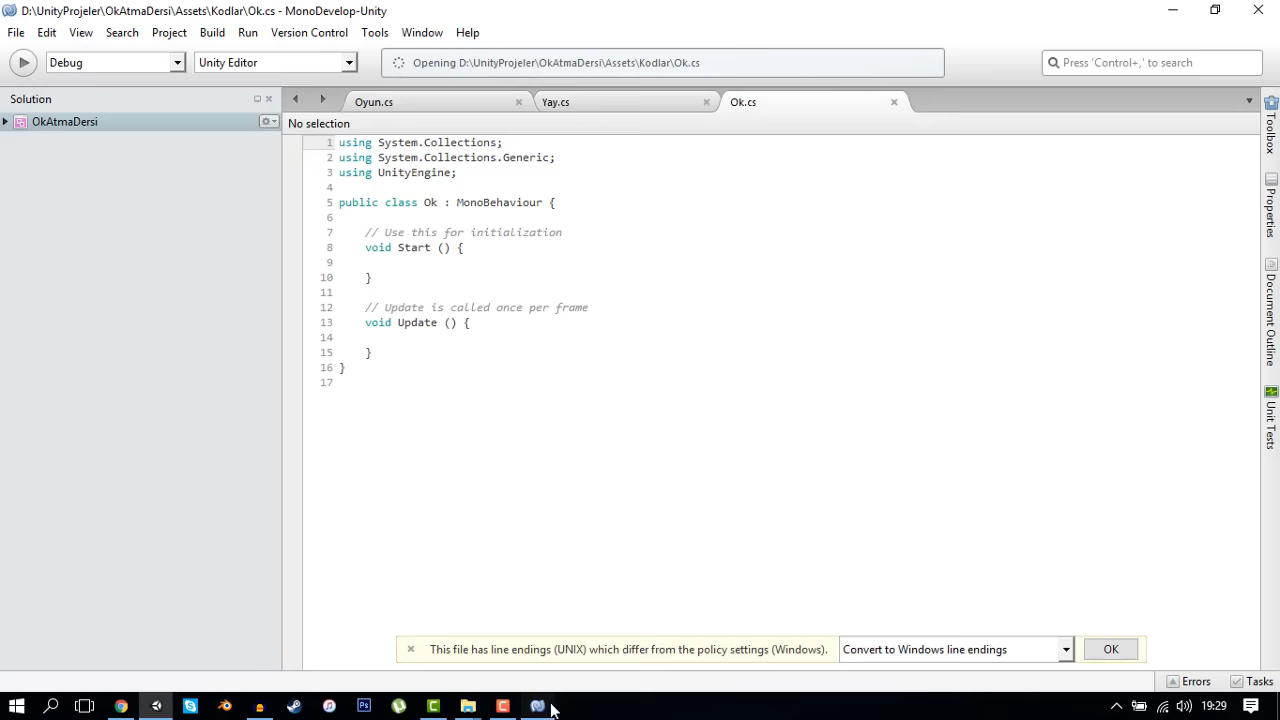 D:\UnityProjeler\OkAtmaDersi\Assets\Kodlar\Ok.cs - MonoDevelop-Unity
File Edit View Search Project Build Run Version Control Tools Window Help
Debug
Unity Editor
Opening D:\UnityProjeler\OkAtmaDersi\Assets\Kodlar\Ok.cs
Press 'Control+,' to search
Solution
OkAtmaDersi
Oyun.cs
Yay.cs
Ok.cs
No selection
1 using System.Collections;
2 using System.Collections.Generic;
3 using UnityEngine;
4
5 public class Ok : MonoBehaviour {
6
7 // Use this for initialization
8 void Start () {
9
10 }
11
12 // Update is called once per frame
13 void Update () {
14
15 }
16 }
17
Toolbox
Properties
Document Outline
Unit Tests
This file has line endings (UNIX) which differ from the policy settings (Windows).
Convert to Windows line endings
OK
Errors
Tasks
19:29